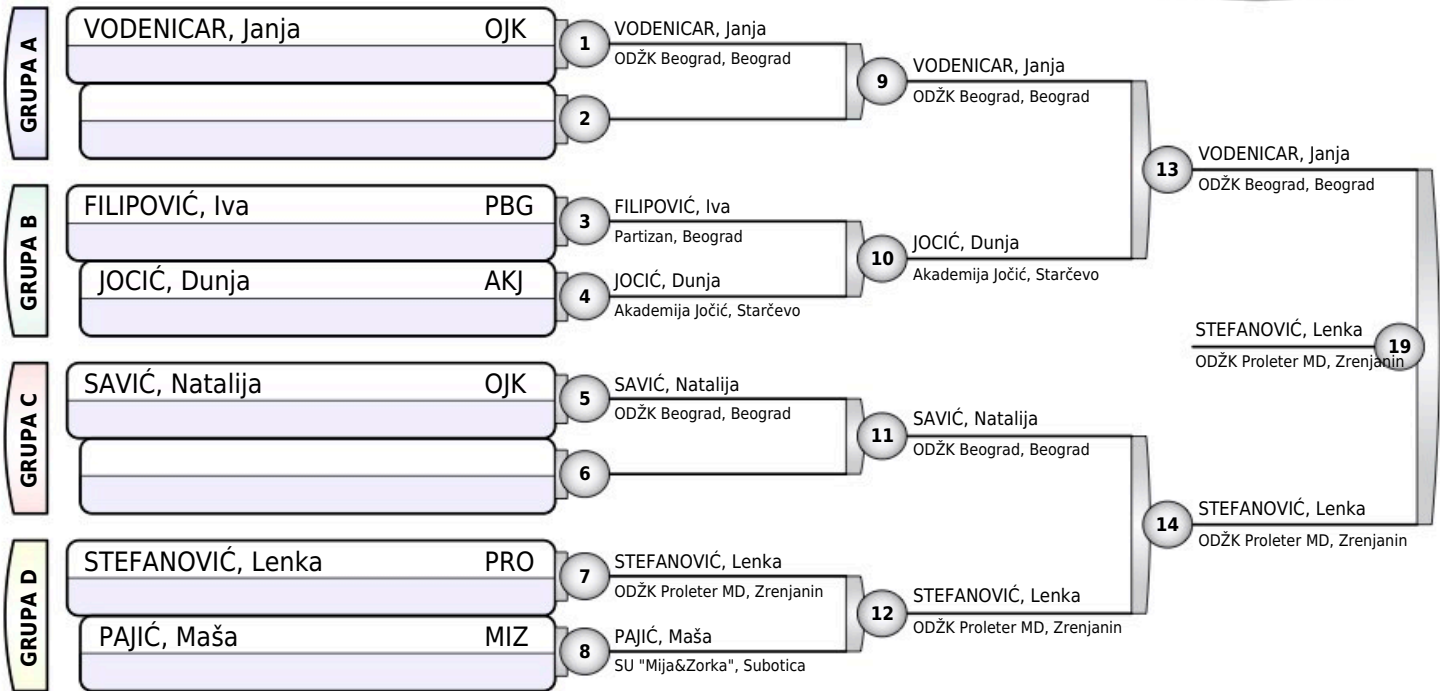 GRUPA A
VODENICAR, Janja OJK
1
VODENICAR, Janja
ODŽK Beograd, Beograd
2
9
VODENICAR, Janja
ODŽK Beograd, Beograd
GRUPA B
FILIPOVIĆ, Iva PBG
3
FILIPOVIĆ, Iva
Partizan, Beograd
JOCIĆ, Dunja AKJ
4
JOCIĆ, Dunja
Akademija Jočić, Starčevo
10
JOCIĆ, Dunja
Akademija Jočić, Starčevo
13
VODENICAR, Janja
ODŽK Beograd, Beograd
GRUPA C
SAVIĆ, Natalija OJK
5
SAVIĆ, Natalija
ODŽK Beograd, Beograd
6
11
SAVIĆ, Natalija
ODŽK Beograd, Beograd
GRUPA D
STEFANOVIĆ, Lenka PRO
7
STEFANOVIĆ, Lenka
ODŽK Proleter MD, Zrenjanin
PAJIĆ, Maša MIZ
8
PAJIĆ, Maša
SU "Mija&Zorka", Subotica
12
STEFANOVIĆ, Lenka
ODŽK Proleter MD, Zrenjanin
14
STEFANOVIĆ, Lenka
ODŽK Proleter MD, Zrenjanin
STEFANOVIĆ, Lenka
19
ODŽK Proleter MD, Zrenjanin